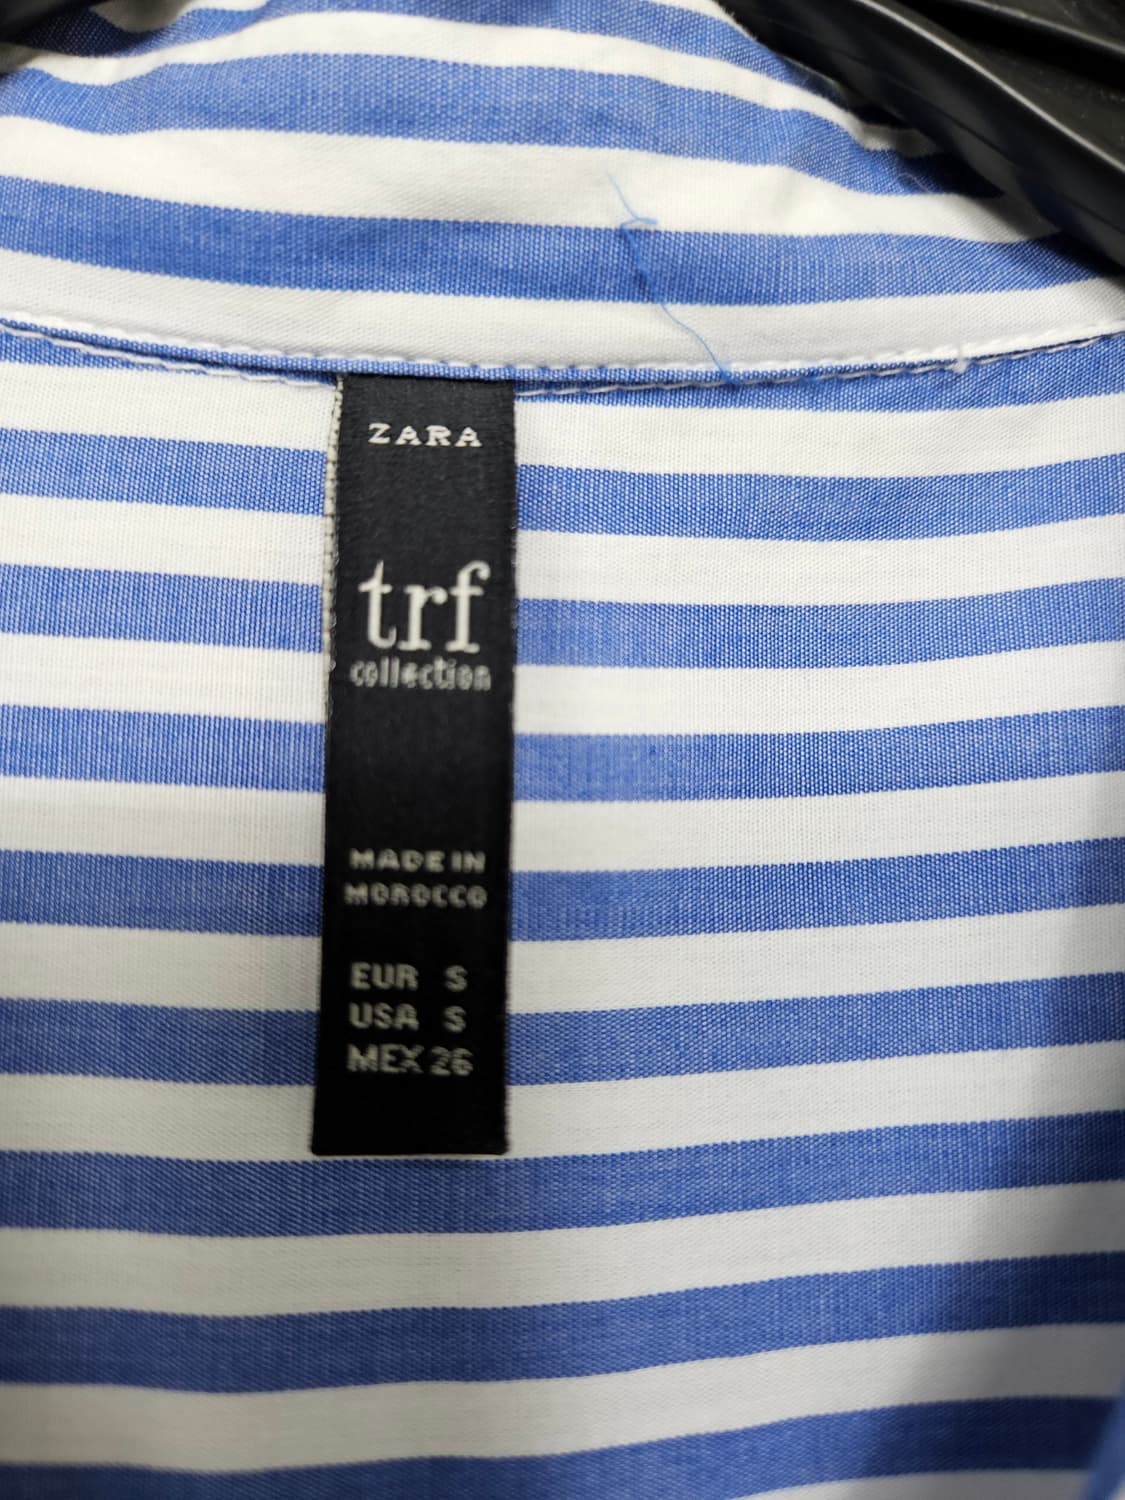 ZARA
trf
collection
MADE IN
MOROCCO
EUR S
USA S
MEX 26